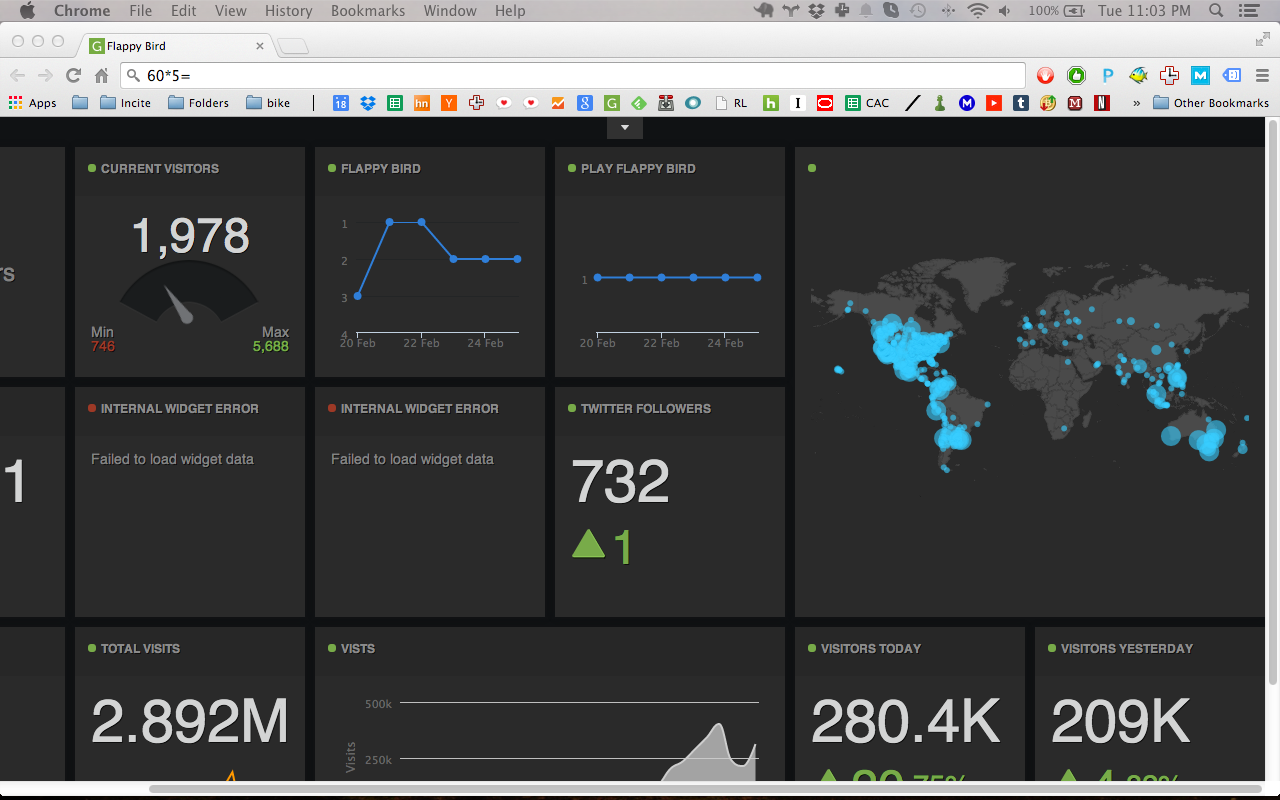 Chrome File Edit View History Bookmarks Window Help 100% Tue 11:03 PM
Flappy Bird
60*5=
Apps Incite Folders bike 18 hn Y g G RL h I CAC M t M N » Other Bookmarks
CURRENT VISITORS
1,978
Min
746
Max
5,688
FLAPPY BIRD
1
2
3
4
20 Feb 22 Feb 24 Feb
PLAY FLAPPY BIRD
1
20 Feb 22 Feb 24 Feb
rs
1
INTERNAL WIDGET ERROR
Failed to load widget data
INTERNAL WIDGET ERROR
Failed to load widget data
TWITTER FOLLOWERS
732
1
TOTAL VISITS
2.892M
VISTS
500k
250k
Visits
VISITORS TODAY
280.4K
VISITORS YESTERDAY
209K